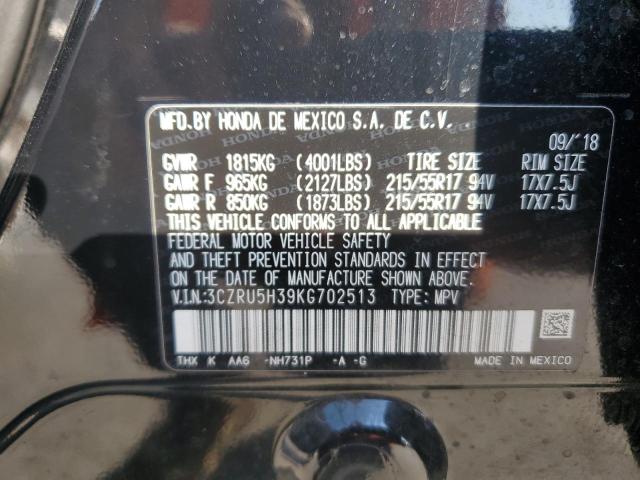 MFD.BY HONDA DE MEXICO S.A. DE C.V.
09/'18
GVWR 1815KG (4001LBS) TIRE SIZE RIM SIZE
GAWR F 965KG (2127LBS) 215/55R17 94V 17X7.5J
GAWR R 850KG (1873LBS) 215/55R17 94V 17X7.5J
THIS VEHICLE CONFORMS TO ALL APPLICABLE
FEDERAL MOTOR VEHICLE SAFETY
AND THEFT PREVENTION STANDARDS IN EFFECT
ON THE DATE OF MANUFACTURE SHOWN ABOVE.
V.I.N:3CZRU5H39KG702513 TYPE: MPV
THX K AA6 -NH731P -A -G MADE IN MEXICO